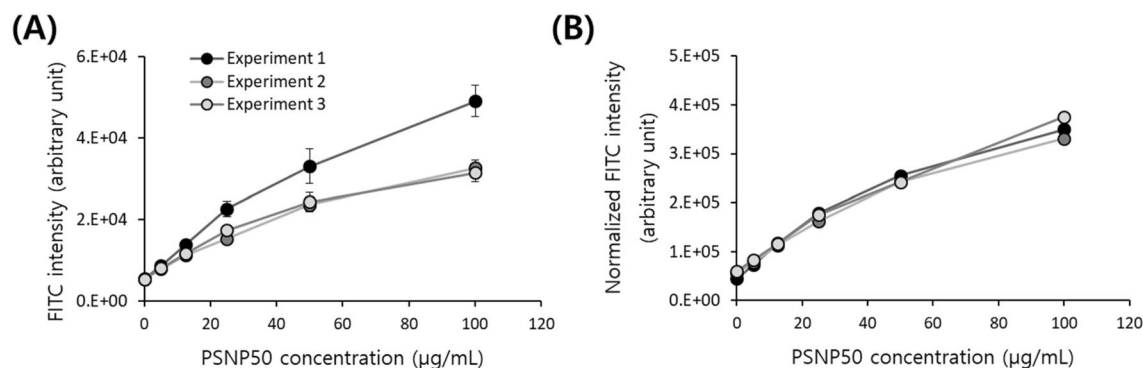 (A)
FITC intensity (arbitrary unit)
6.E+04
4.E+04
2.E+04
0.E+00
Experiment 1
Experiment 2
Experiment 3
0 20 40 60 80 100 120
PSNP50 concentration (μg/mL)
(B)
Normalized FITC intensity
(arbitrary unit)
5.E+05
4.E+05
3.E+05
2.E+05
1.E+05
0.E+00
0 20 40 60 80 100 120
PSNP50 concentration (μg/mL)